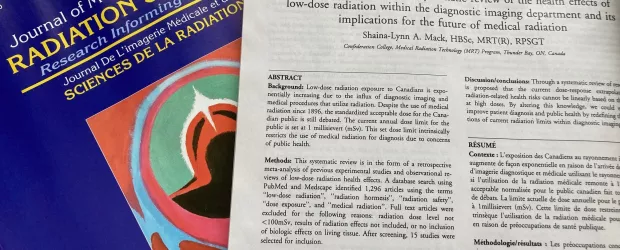 Journal of M
RADIATION S
Research Informing
Journal De L'imagerie Médicale et
SCIENCES DE LA RADIATION
review of the health effects of
low-dose radiation within the diagnostic imaging department and its
implications for the future of medical radiation
Shaina-Lynn A. Mack, HBSc, MRT(R), RPSGT
Confederation College, Medical Radiation Technology (MRT) Program, Thunder Bay, ON, Canada
ABSTRACT
Background: Low-dose radiation exposure to Canadians is expo-
nentially increasing due to the influx of diagnostic imaging and
medical procedures that utilize radiation. Despite the use of medical
radiation since 1896, the standardized acceptable dose for the Cana-
dian public is still debated. The current annual dose limit for the
public is set at 1 millisievert (mSv). This set dose limit intrinsically
restricts the use of medical radiation for diagnosis due to concerns
of public health.
Methods: This systematic review is in the form of a retrospective
meta-analysis of previous experimental studies and observational re-
views of low-dose radiation health effects. A database search using
PubMed and Medscape identified 1,296 articles using the terms
"low-dose radiation", "radiation hormesis", "radiation safety",
"dose exposure", and "medical radiation". Full text articles were
excluded for the following reasons: radiation dose level not
<100mSv, results of radiation effects not included, or no inclusion
of biologic effects on living tissue. After screening, 15 studies were
selected for inclusion.
Discussion/conclusions: Through a systematic review of
is proposed that the current dose-response extrapola
radiation-related health risks cannot be linearly based on th
at high doses. By altering this knowledge, we could
improve patient diagnosis and public health by redefining
tions of current radiation limits within diagnostic imaging
RÉSUMÉ
Contexte : L'exposition des Canadiens au rayonnement
augmente de façon exponentielle en raison de l'arrivée de
d'imagerie diagnostique et médicale utilisant le rayonne
à l'utilisation de la radiation médicale remonte à 1
acceptable normalisée pour le public canadien fait to
de débats. La limite actuelle de dose annuelle pour le p
à 1millisievert (mSv). Cette limite de dose restreint
trinsèque l'utilisation de la radiation médicale pour
en raison de préoccupation de santé publique.
Méthodologie/résultats : Les préoccupations conc